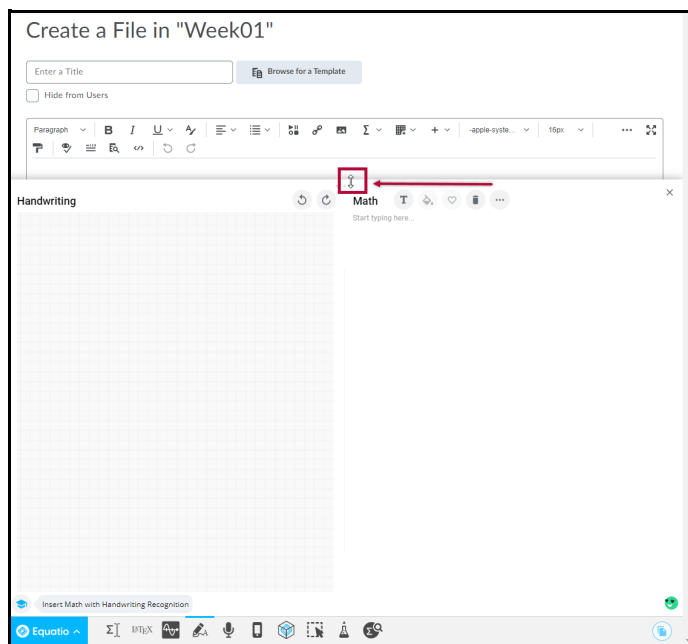 Create a File in "Week01"
Enter a Title
Browse for a Template
Hide from Users
Paragraph B I U A -apple-syste... 16px ...
Handwriting
Math T ...
Start typing here...
Insert Math with Handwriting Recognition
Equatio Σ LATEX